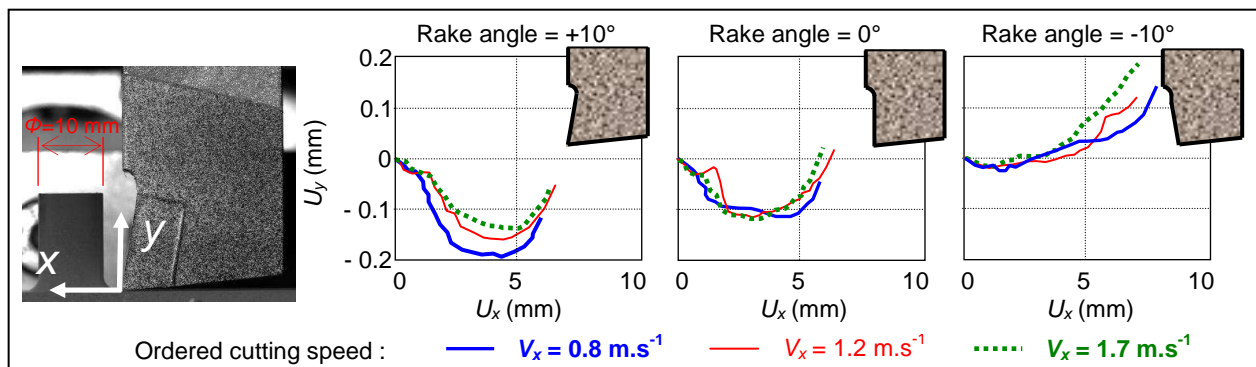 Rake angle = +10°
Rake angle = 0°
Rake angle = -10°
Φ=10 mm
x
y
U_y (mm)
0.2
0.1
0
- 0.1
- 0.2
0
5
10
0
5
10
0
5
10
U_x (mm)
U_x (mm)
U_x (mm)
Ordered cutting speed : V_x = 0.8 m.s⁻¹ V_x = 1.2 m.s⁻¹ V_x = 1.7 m.s⁻¹